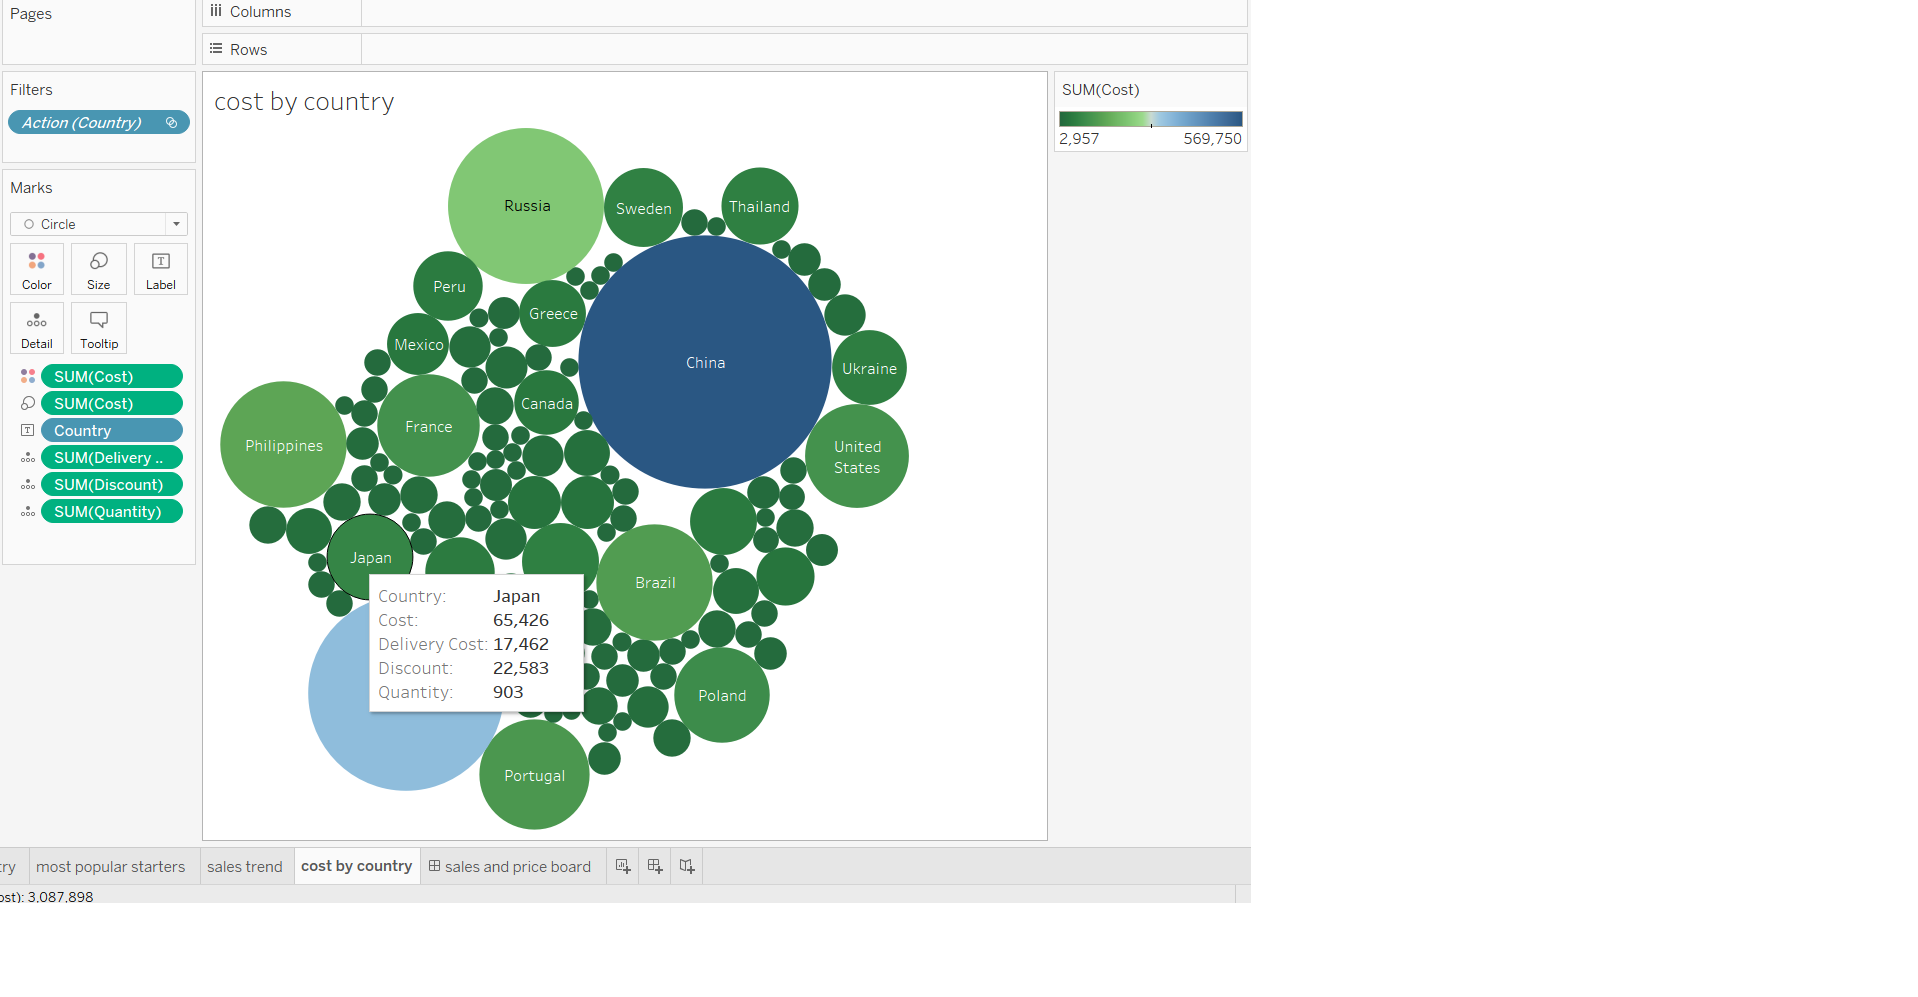 Pages
Columns
Rows
Filters
Action (Country)
Marks
Circle
Color
Size
Label
Detail
Tooltip
SUM(Cost)
SUM(Cost)
Country
SUM(Delivery ..
SUM(Discount)
SUM(Quantity)
cost by country
Russia
Sweden
Thailand
Peru
Greece
Mexico
China
Ukraine
Canada
France
Philippines
United
States
Japan
Brazil
Poland
Portugal
Country: Japan
Cost: 65,426
Delivery Cost: 17,462
Discount: 22,583
Quantity: 903
SUM(Cost)
2,957 569,750
ry most popular starters sales trend cost by country sales and price board
ost): 3,087,898